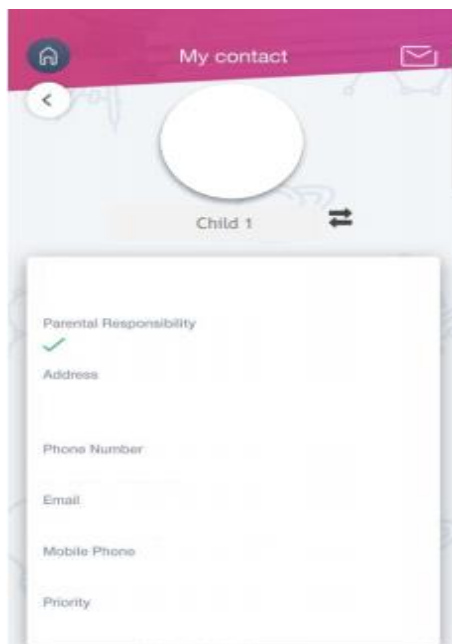 My contact
Child 1
Parental Responsibility
Address
Phone Number
Email
Mobile Phone
Priority